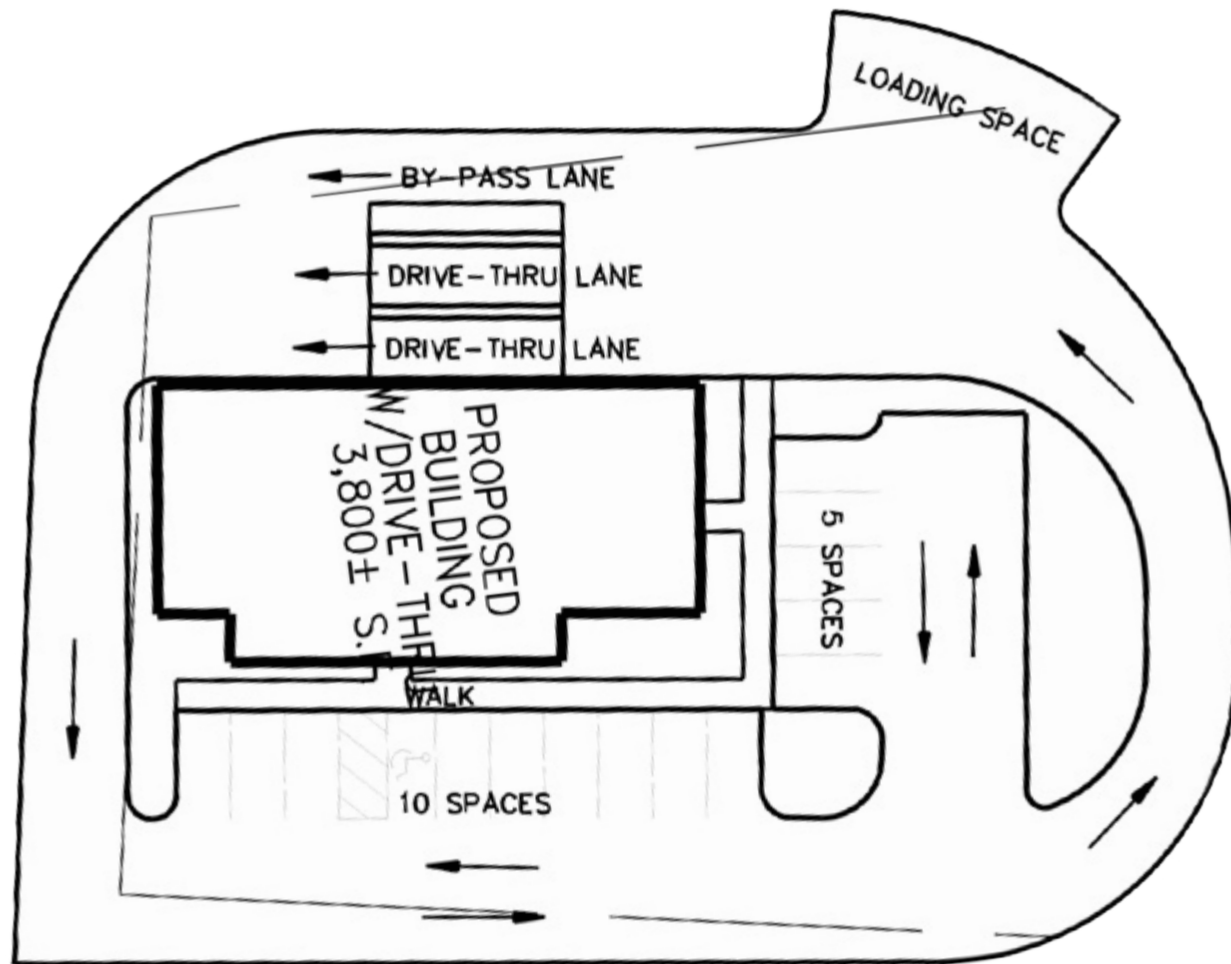 LOADING SPACE
BY-PASS LANE
DRIVE-THRU LANE
DRIVE-THRU LANE
PROPOSED
BUILDING
W/DRIVE-THRU
3,800± S.
5 SPACES
WALK
10 SPACES